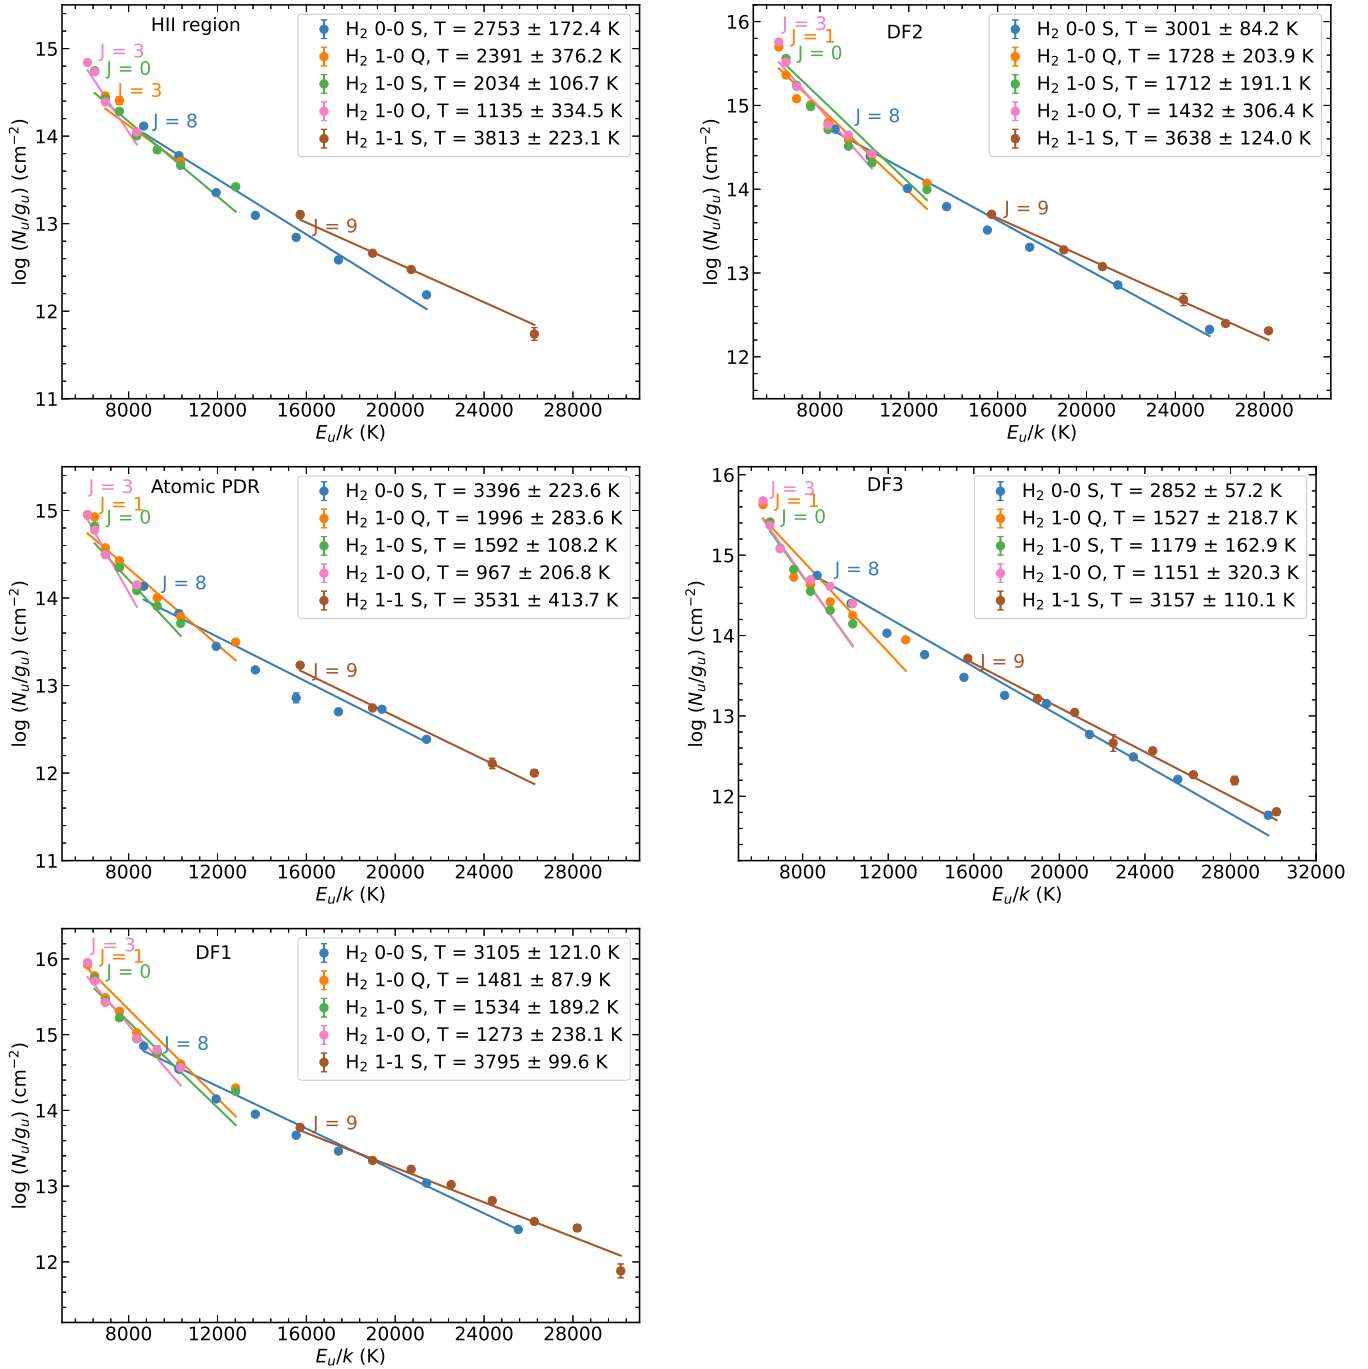 HII region
H2 0-0 S, T = 2753 ± 172.4 K
H2 1-0 Q, T = 2391 ± 376.2 K
H2 1-0 S, T = 2034 ± 106.7 K
H2 1-0 O, T = 1135 ± 334.5 K
H2 1-1 S, T = 3813 ± 223.1 K
J = 3
J = 0
J = 3
J = 8
J = 9
15
14
13
12
11
log (Nu/gu) (cm−2)
8000 12000 16000 20000 24000 28000
Eu/k (K)
DF2
H2 0-0 S, T = 3001 ± 84.2 K
H2 1-0 Q, T = 1728 ± 203.9 K
H2 1-0 S, T = 1712 ± 191.1 K
H2 1-0 O, T = 1432 ± 306.4 K
H2 1-1 S, T = 3638 ± 124.0 K
J = 3
J = 1
J = 0
J = 8
J = 9
16
15
14
13
12
log (Nu/gu) (cm−2)
8000 12000 16000 20000 24000 28000
Eu/k (K)
Atomic PDR
H2 0-0 S, T = 3396 ± 223.6 K
H2 1-0 Q, T = 1996 ± 283.6 K
H2 1-0 S, T = 1592 ± 108.2 K
H2 1-0 O, T = 967 ± 206.8 K
H2 1-1 S, T = 3531 ± 413.7 K
J = 3
J = 1
J = 0
J = 8
J = 9
15
14
13
12
11
log (Nu/gu) (cm−2)
8000 12000 16000 20000 24000 28000
Eu/k (K)
DF3
H2 0-0 S, T = 2852 ± 57.2 K
H2 1-0 Q, T = 1527 ± 218.7 K
H2 1-0 S, T = 1179 ± 162.9 K
H2 1-0 O, T = 1151 ± 320.3 K
H2 1-1 S, T = 3157 ± 110.1 K
J = 3
J = 1
J = 0
J = 8
J = 9
16
15
14
13
12
log (Nu/gu) (cm−2)
8000 12000 16000 20000 24000 28000 32000
Eu/k (K)
DF1
H2 0-0 S, T = 3105 ± 121.0 K
H2 1-0 Q, T = 1481 ± 87.9 K
H2 1-0 S, T = 1534 ± 189.2 K
H2 1-0 O, T = 1273 ± 238.1 K
H2 1-1 S, T = 3795 ± 99.6 K
J = 3
J = 1
J = 0
J = 8
J = 9
16
15
14
13
12
log (Nu/gu) (cm−2)
8000 12000 16000 20000 24000 28000
Eu/k (K)